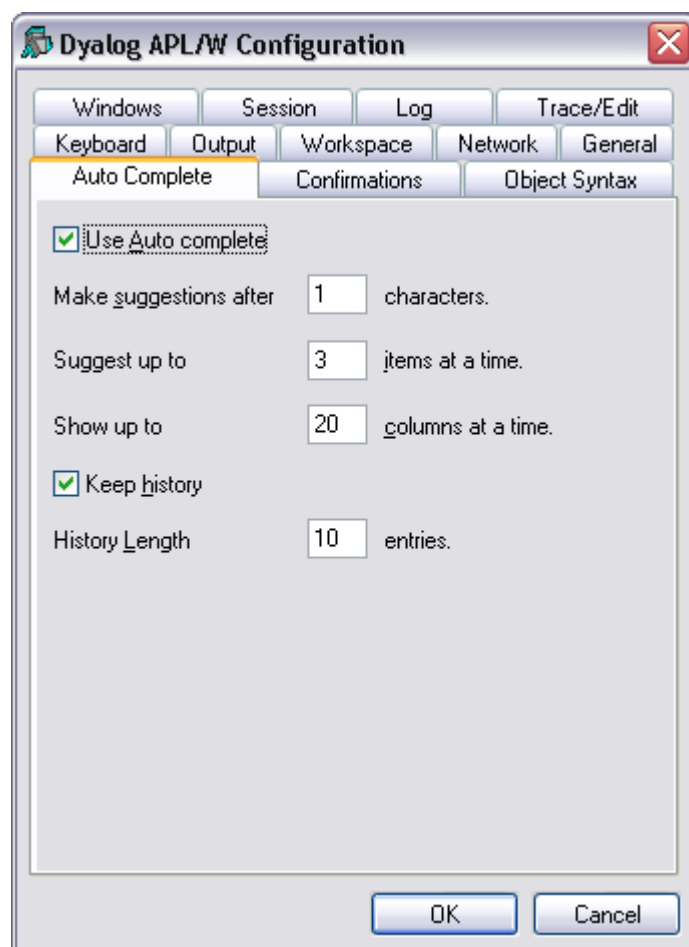 Dyalog APL/W Configuration
Windows Session Log Trace/Edit
Keyboard Output Workspace Network General
Auto Complete Confirmations Object Syntax
Use Auto complete
Make suggestions after 1 characters.
Suggest up to 3 items at a time.
Show up to 20 columns at a time.
Keep history
History Length 10 entries.
OK Cancel